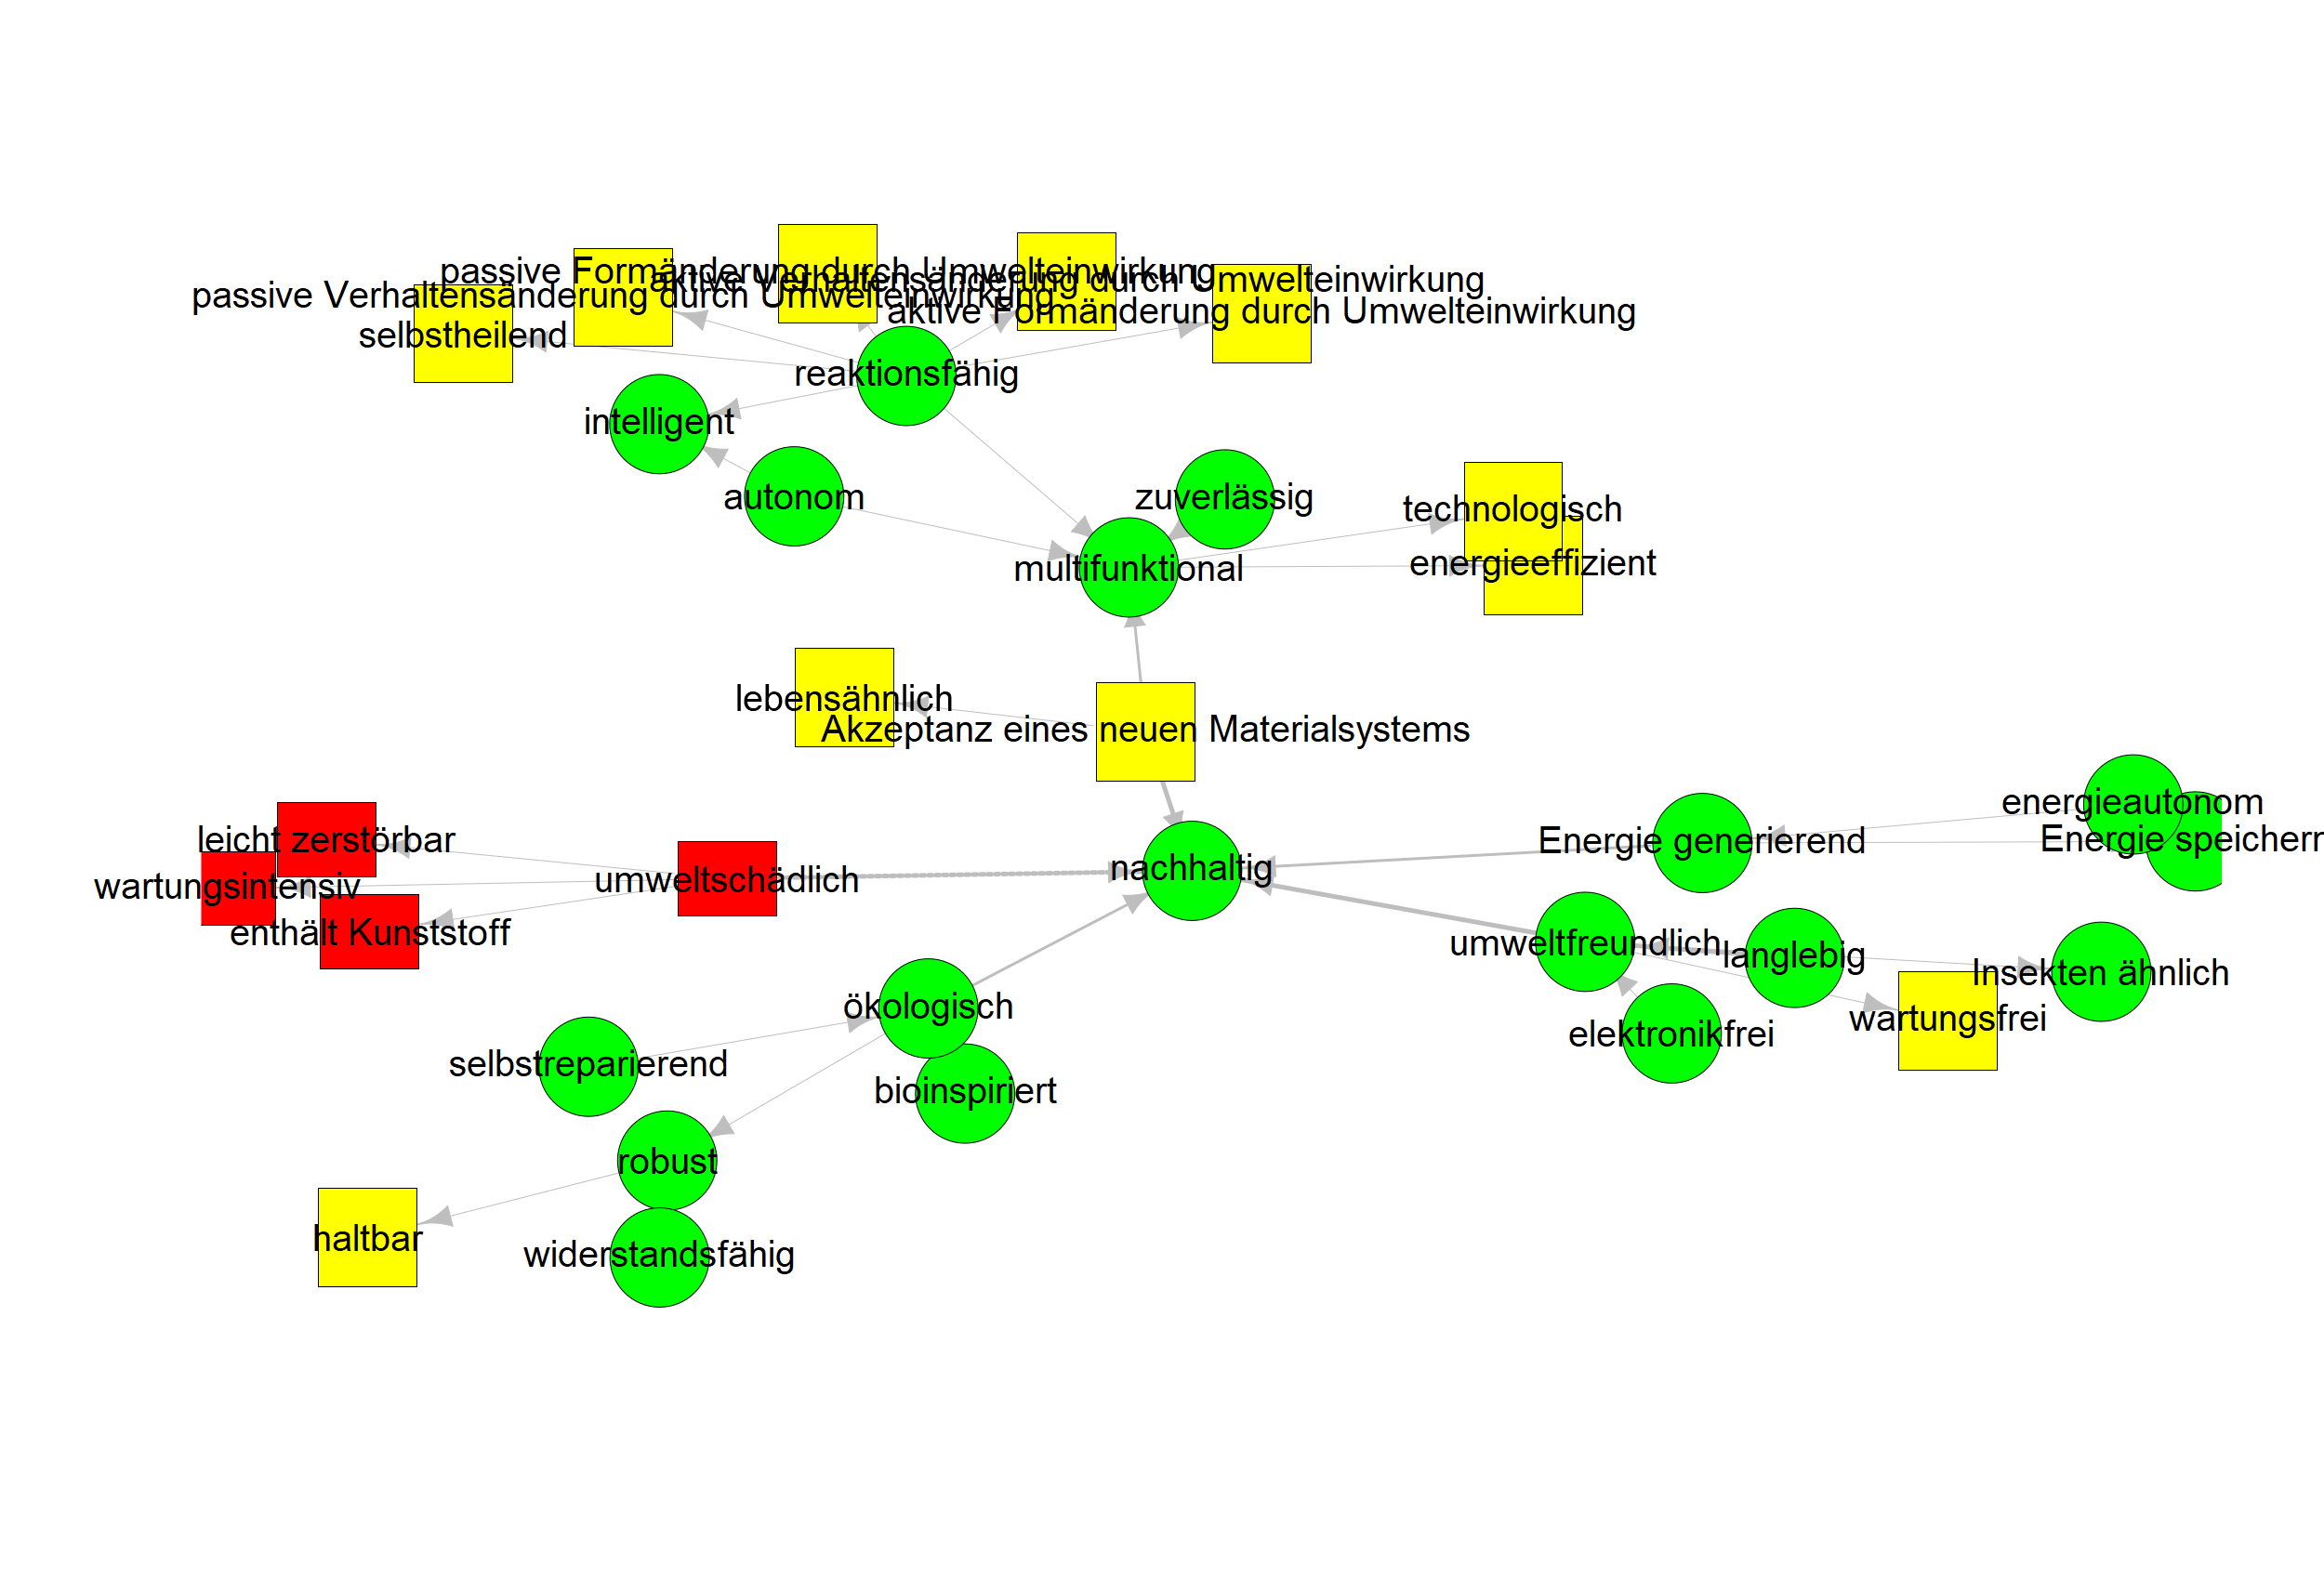 passive Formänderung durch Umwelteinwirkung
aktive Verhaltensänderung durch Umwelteinwirkung
passive Verhaltensänderung durch Umwelteinwirkung
aktive Formänderung durch Umwelteinwirkung
selbstheilend
reaktionsfähig
intelligent
autonom
zuverlässig
technologisch
energieeffizient
multifunktional
lebensähnlich
Akzeptanz eines neuen Materialsystems
energieautonom
leicht zerstörbar
Energie generierend
Energie speichern
nachhaltig
umweltschädlich
wartungsintensiv
enthält Kunststoff
umweltfreundlich
langlebig
Insekten ähnlich
ökologisch
wartungsfrei
elektronikfrei
selbstreparierend
bioinspiriert
robust
haltbar
widerstandsfähig